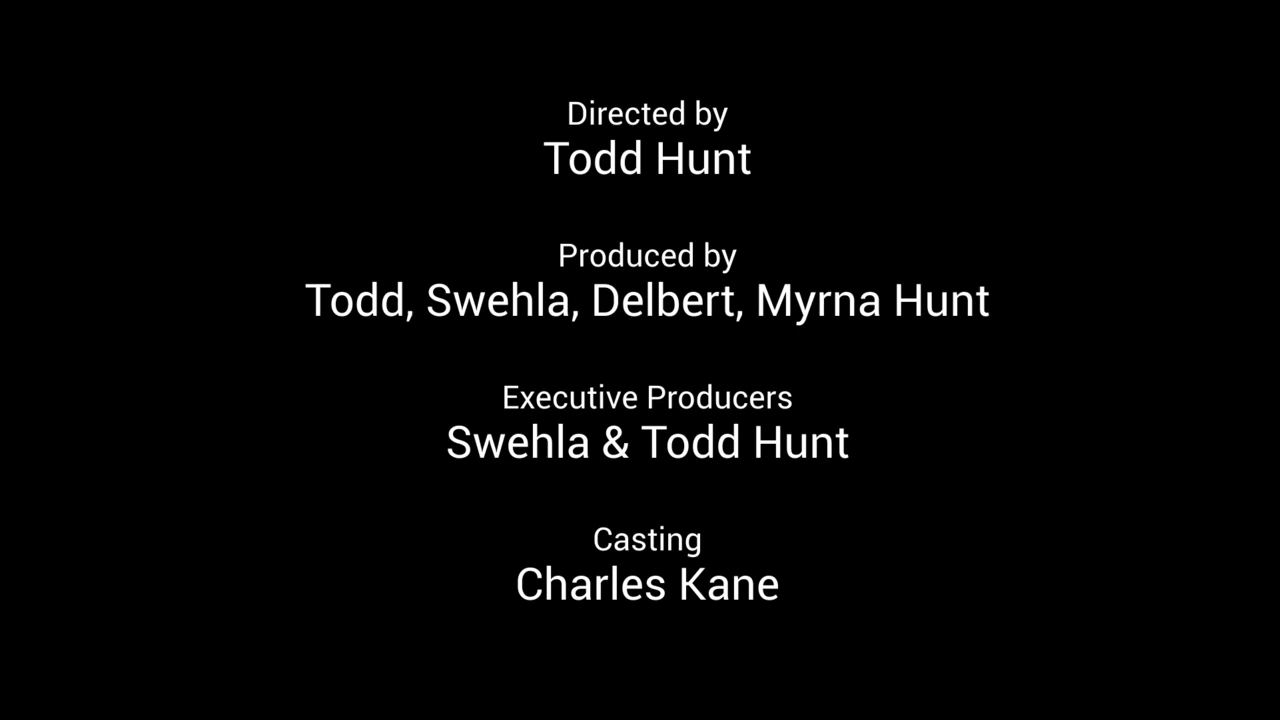 Directed by
Todd Hunt
Produced by
Todd, Swehla, Delbert, Myrna Hunt
Executive Producers
Swehla & Todd Hunt
Casting
Charles Kane